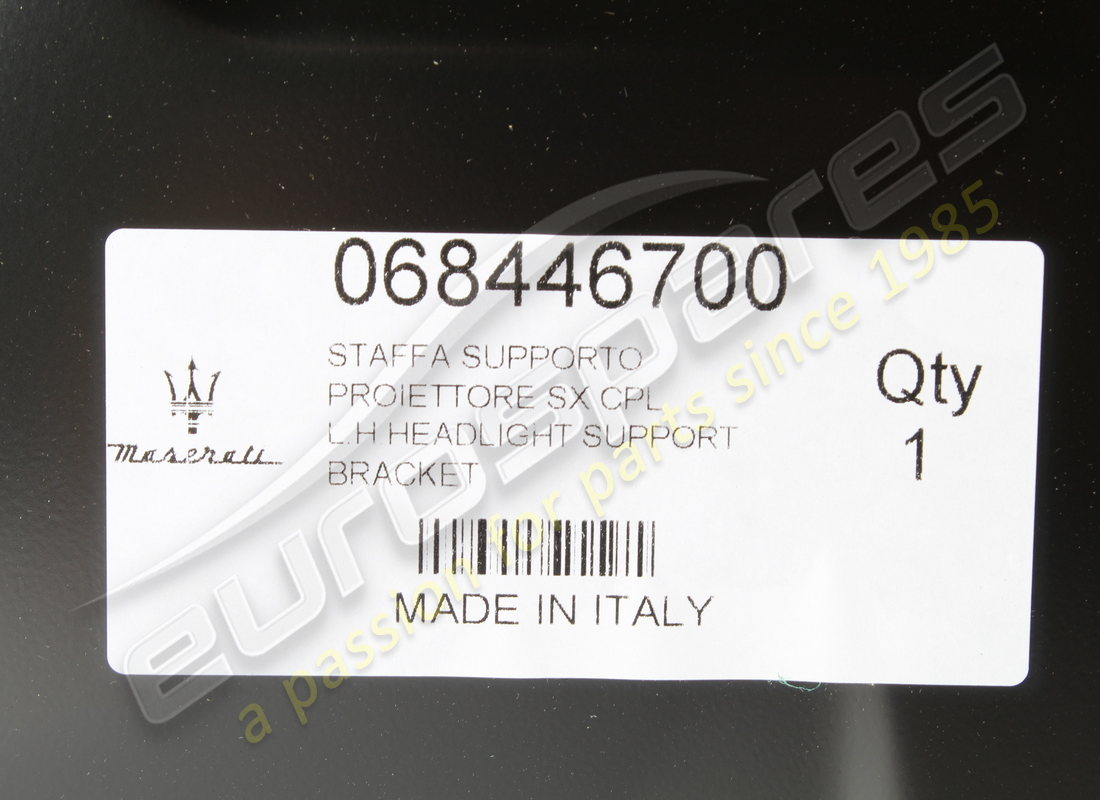 068446700
STAFFA SUPPORTO
PROIETTORE SX CPL
L.H HEADLIGHT SUPPORT
BRACKET
Qty
1
Maserati
MADE IN ITALY
eurospares
a passion for parts since 1985